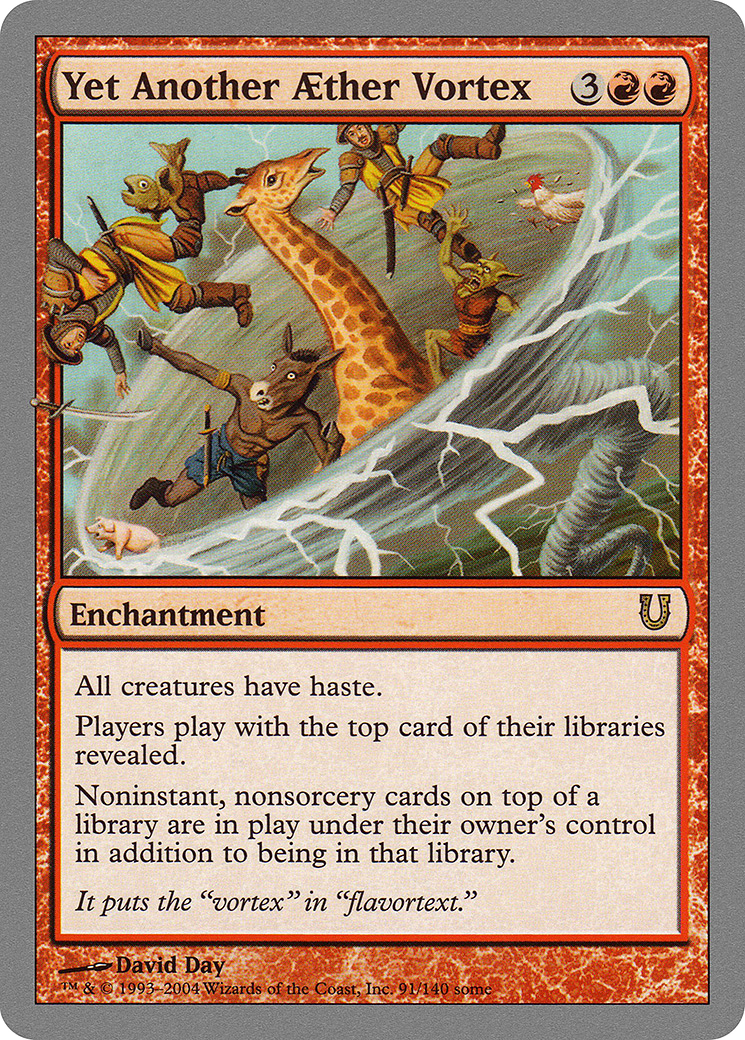 Yet Another Æther Vortex 3
Enchantment
All creatures have haste.
Players play with the top card of their libraries
revealed.
Noninstant, nonsorcery cards on top of a
library are in play under their owner's control
in addition to being in that library.
It puts the “vortex” in “flavortext.”
David Day
™ & © 1993–2004 Wizards of the Coast, Inc. 91/140 some